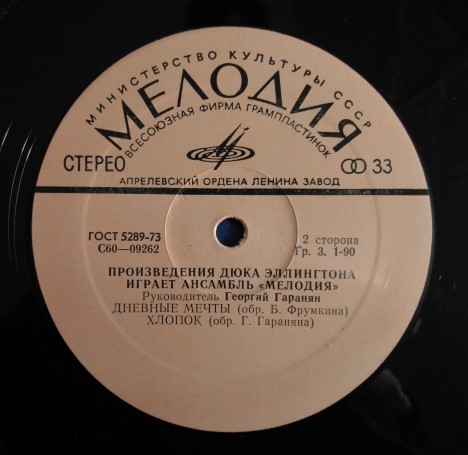 МИНИСТЕРСТВО КУЛЬТУРЫ СССР
МЕЛОДИЯ
ВСЕСОЮЗНАЯ ФИРМА ГРАМПЛАСТИНОК
СТЕРЕО
33
АПРЕЛЕВСКИЙ ОРДЕНА ЛЕНИНА ЗАВОД
ГОСТ 5289-73
С60—09262
2 сторона
Гр. 3. 1-90
ПРОИЗВЕДЕНИЯ ДЮКА ЭЛЛИНГТОНА
ИГРАЕТ АНСАМБЛЬ «МЕЛОДИЯ»
Руководитель Георгий Гаранян
ДНЕВНЫЕ МЕЧТЫ (обр. Б. Фрумкина)
ХЛОПОК (обр. Г. Гараняна)